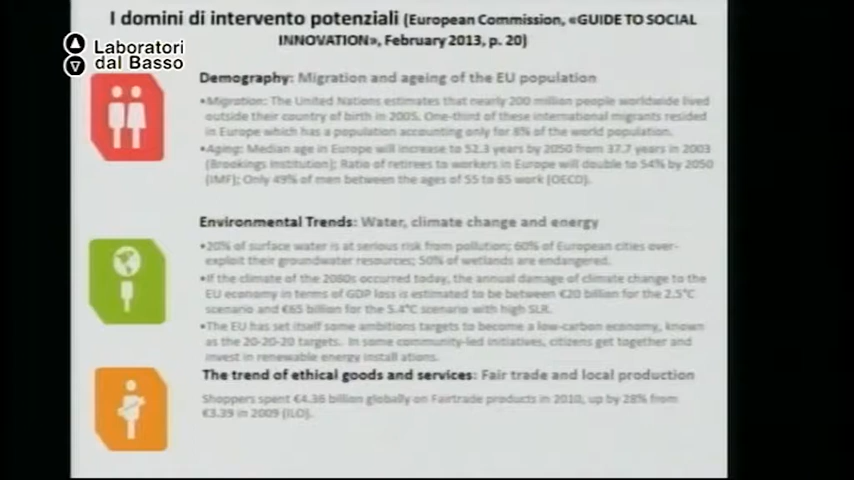 I domini di intervento potenziali (European Commission, «GUIDE TO SOCIAL
INNOVATION», February 2013, p. 20)
Laboratori
dal Basso
Demography: Migration and ageing of the EU population
•Migration: The United Nations estimates that nearly 200 million people worldwide lived
outside their country of birth in 2005. One-third of these international migrants resided
in Europe which has a population accounting only for 8% of the world population.
•Aging: Median age in Europe will increase to 52.3 years by 2050 from 37.7 years in 2003
(Brookings Institution); Ratio of retirees to workers in Europe will double to 54% by 2050
(IMF); Only 49% of men between the ages of 55 to 65 work (OECD).
Environmental Trends: Water, climate change and energy
•20% of surface water is at serious risk from pollution; 60% of European cities over-
exploit their groundwater resources; 50% of wetlands are endangered.
•If the climate of the 2080s occurred today, the annual damage of climate change to the
EU economy in terms of GDP loss is estimated to be between €20 billion for the 2.5°C
scenario and €65 billion for the 5.4°C scenario with high SLR.
•The EU has set itself some ambitions targets to become a low-carbon economy, known
as the 20-20-20 targets. In some community-led initiatives, citizens get together and
invest in renewable energy install ations.
The trend of ethical goods and services: Fair trade and local production
Shoppers spent €4.36 billion globally on Fairtrade products in 2010, up by 28% from
€3.39 in 2009 (ILO).